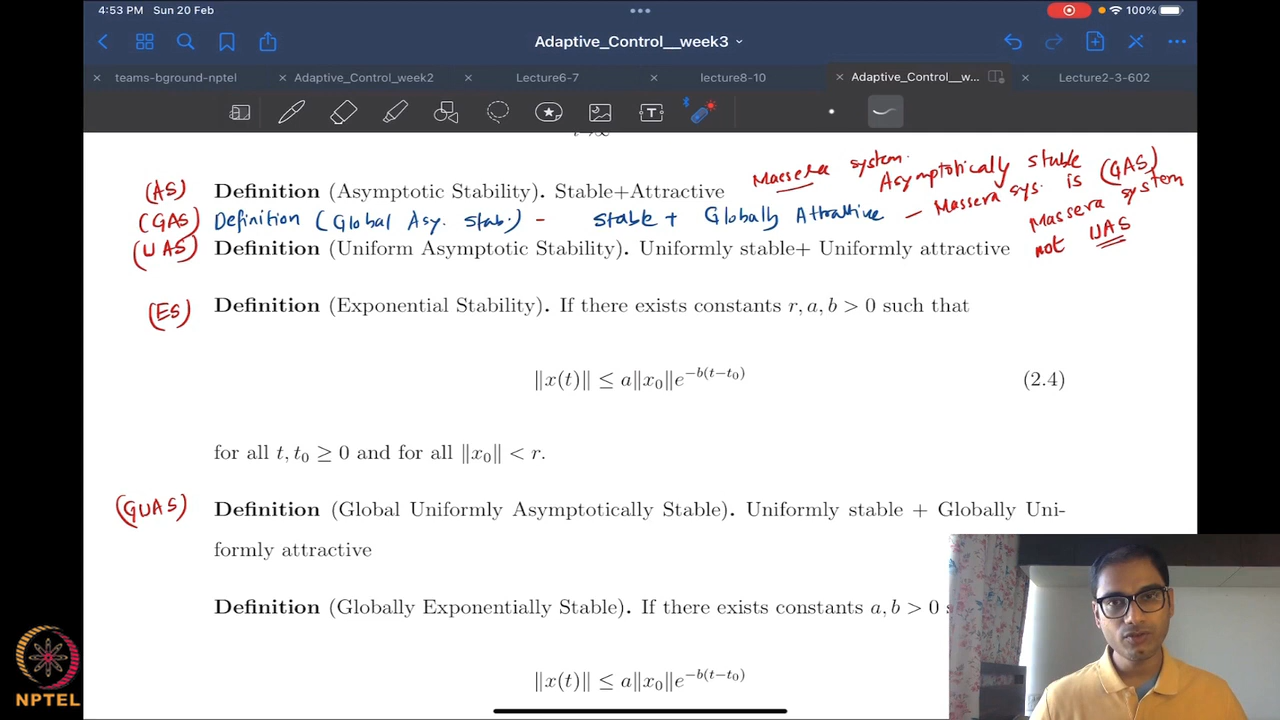 4:53 PM Sun 20 Feb
100%
Adaptive_Control__week3
teams-bground-nptel
Adaptive_Control_week2
Lecture6-7
lecture8-10
Adaptive_Control__w...
Lecture2-3-602
Massera system.
Asymptotically stable
(AS) Definition (Asymptotic Stability). Stable+Attractive
(GAS) Definition (Global Asy. stab.) - stable + Globally Attractive - Massera sys. is (GAS)
(UAS) Definition (Uniform Asymptotic Stability). Uniformly stable+ Uniformly attractive
Massera system
not UAS
(ES) Definition (Exponential Stability). If there exists constants r, a, b > 0 such that
‖x(t)‖ ≤ a‖x₀‖e^{−b(t−t₀)} (2.4)
for all t, t₀ ≥ 0 and for all ‖x₀‖ < r.
(GUAS) Definition (Global Uniformly Asymptotically Stable). Uniformly stable + Globally Uni-
formly attractive
Definition (Globally Exponentially Stable). If there exists constants a, b > 0
‖x(t)‖ ≤ a‖x₀‖e^{−b(t−t₀)}
NPTEL